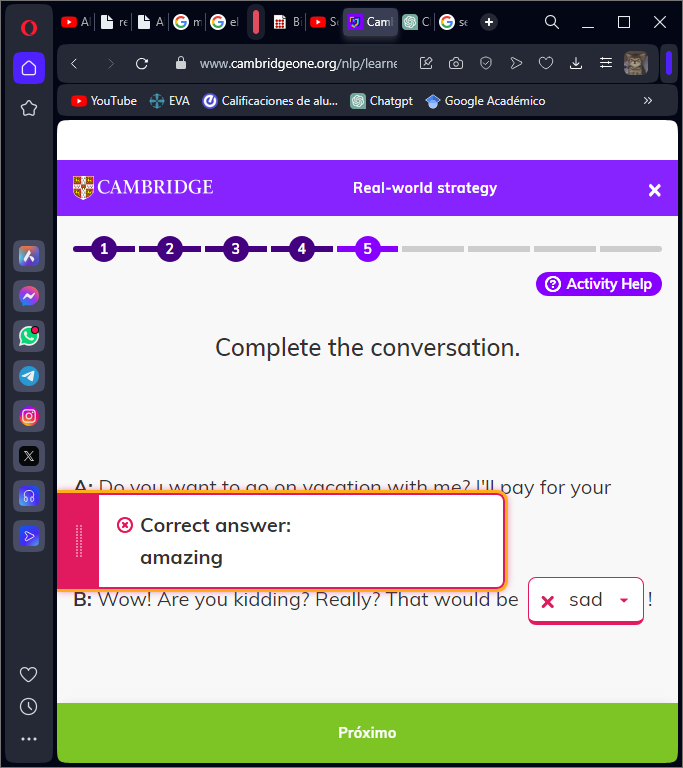 www.cambridgeone.org/nlp/learne
YouTube
EVA
Calificaciones de alu...
Chatgpt
Google Académico
CAMBRIDGE
Real-world strategy
1 2 3 4 5
Activity Help
Complete the conversation.
A: Do you want to go on vacation with me? I'll pay for your
Correct answer:
amazing
B: Wow! Are you kidding? Really? That would be sad !
Próximo